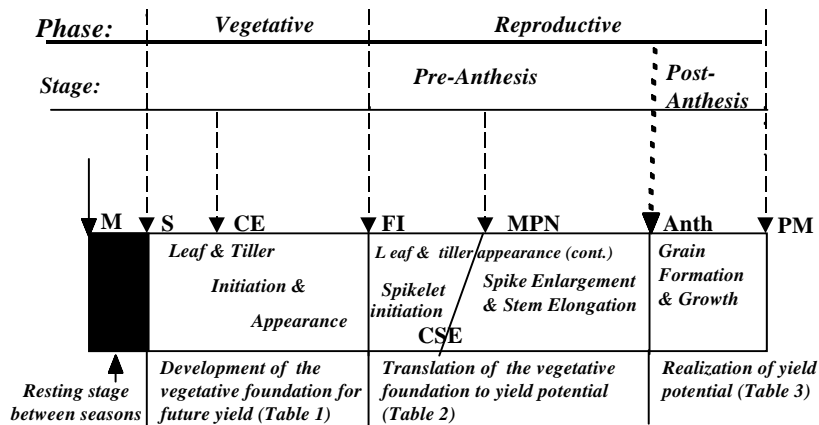 Phase: Vegetative Reproductive
Stage: Pre-Anthesis Post-
Anthesis
M S CE FI MPN Anth PM
Leaf & Tiller
Initiation &
Appearance
Leaf & tiller appearance (cont.)
Spikelet
initiation
Spike Enlargement
& Stem Elongation
CSE
Grain
Formation
& Growth
Resting stage
between seasons
Development of the
vegetative foundation for
future yield (Table 1)
Translation of the vegetative
foundation to yield potential
(Table 2)
Realization of yield
potential (Table 3)